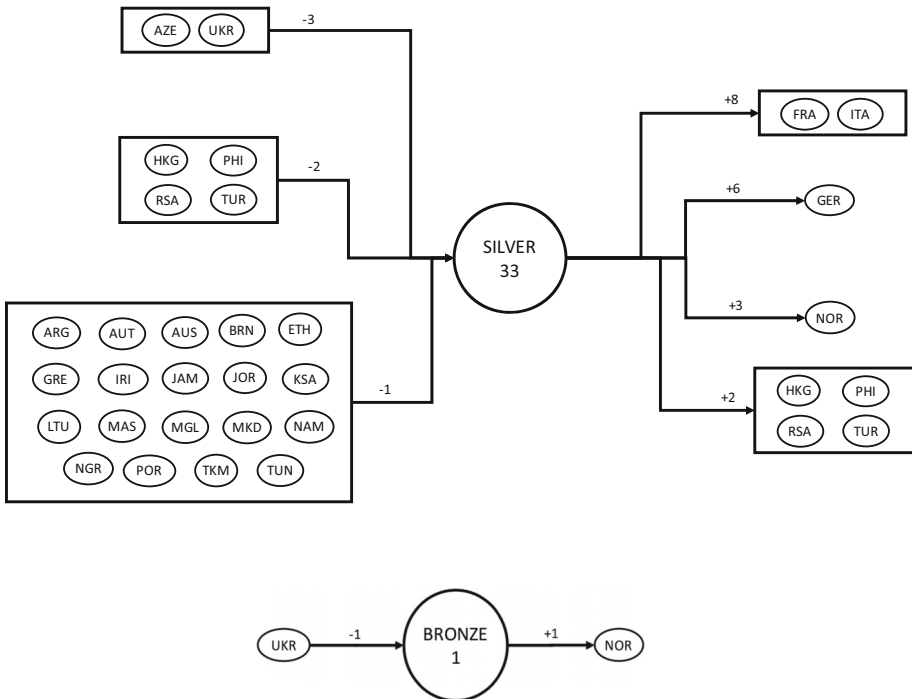 AZE UKR
-3
HKG PHI
RSA TUR
-2
ARG AUT AUS BRN ETH
GRE IRI JAM JOR KSA
LTU MAS MGL MKD NAM
NGR POR TKM TUN
-1
SILVER
33
+8
FRA ITA
+6
GER
+3
NOR
+2
HKG PHI
RSA TUR
UKR
-1
BRONZE
1
+1
NOR